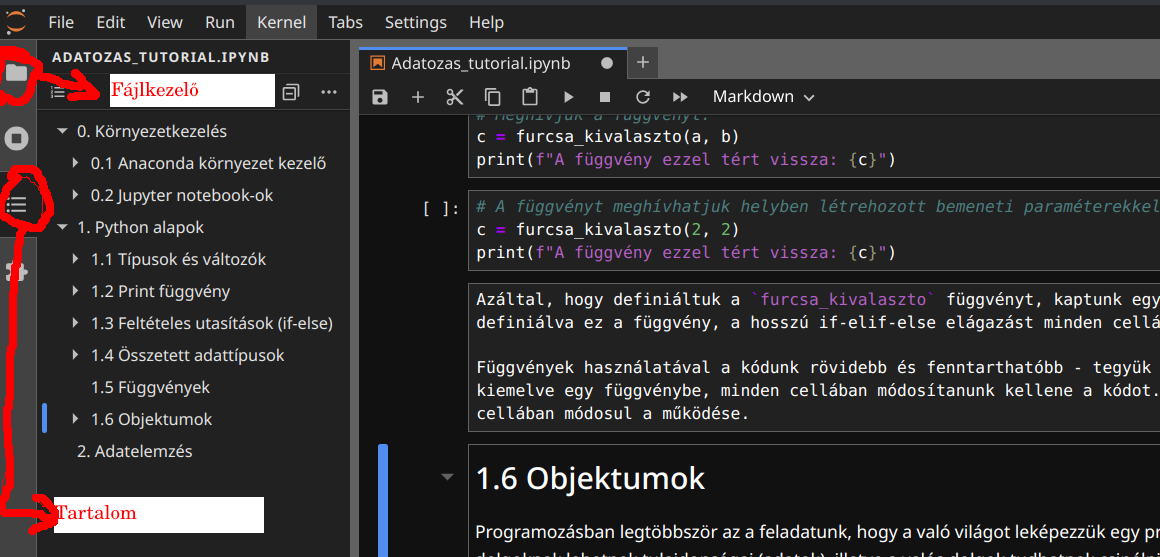 File Edit View Run Kernel Tabs Settings Help
ADATOZAS_TUTORIAL.IPYNB
Fájlkezelő
0. Környezetkezelés
0.1 Anaconda környezet kezelő
0.2 Jupyter notebook-ok
1. Python alapok
1.1 Típusok és változók
1.2 Print függvény
1.3 Feltételes utasítások (if-else)
1.4 Összetett adattípusok
1.5 Függvények
1.6 Objektumok
2. Adatelemzés
Tartalom
Adatozas_tutorial.ipynb
Markdown
# Meghívjuk a függvényt.
c = furcsa_kivalaszto(a, b)
print(f"A függvény ezzel tért vissza: {c}")
[ ]:
# A függvényt meghívhatjuk helyben létrehozott bemeneti paraméterekkel
c = furcsa_kivalaszto(2, 2)
print(f"A függvény ezzel tért vissza: {c}")
Azáltal, hogy definiáltuk a `furcsa_kivalaszto` függvényt, kaptunk egy
definiálva ez a függvény, a hosszú if-elif-else elágazást minden cellá
Függvények használatával a kódunk rövidebb és fenntarthatóbb - tegyük
kiemelve egy függvénybe, minden cellában módosítanunk kellene a kódot.
cellában módosul a működése.
1.6 Objektumok
Programozásban legtöbbször az a feladatunk, hogy a való világot leképezzük egy pr